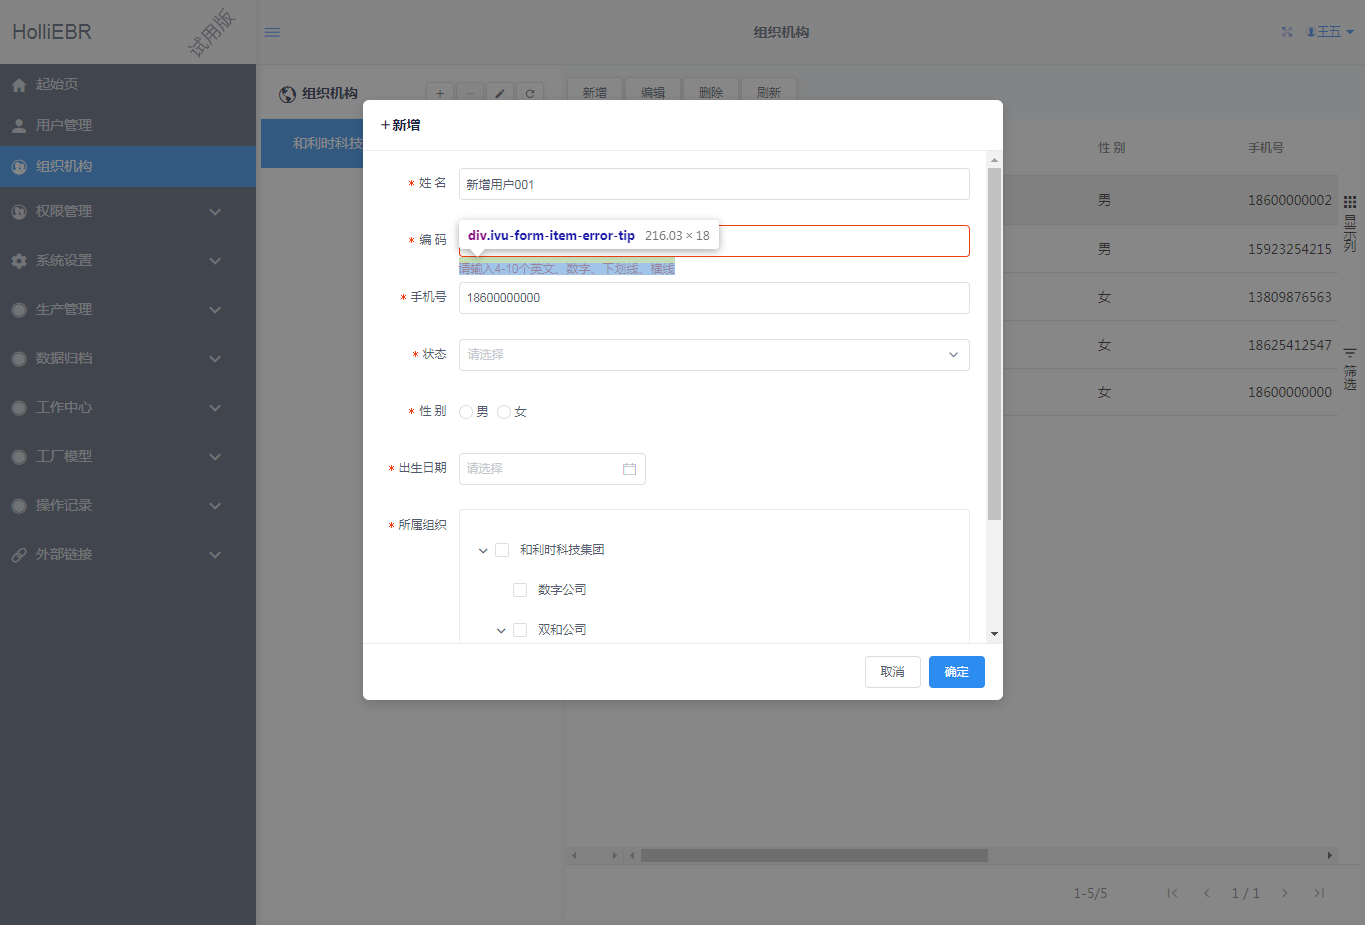 HolliEBR
试用版
组织机构
王五
起始页
用户管理
组织机构
权限管理
系统设置
生产管理
数据归档
工作中心
工厂模型
操作记录
外部链接
组织机构
新增 编辑 删除 刷新
和利时科技
性别 手机号
男 18600000002
男 15923254215
女 13809876563
女 18625412547
女 18600000000
显示列
筛选
+新增
* 姓名 新增用户001
* 编码
div.ivu-form-item-error-tip 216.03 × 18
请输入4-10个英文、数字、下划线、横线
* 手机号 18600000000
* 状态 请选择
* 性别 男 女
* 出生日期 请选择
* 所属组织
和利时科技集团
数字公司
双和公司
取消 确定
1-5/5 1 / 1